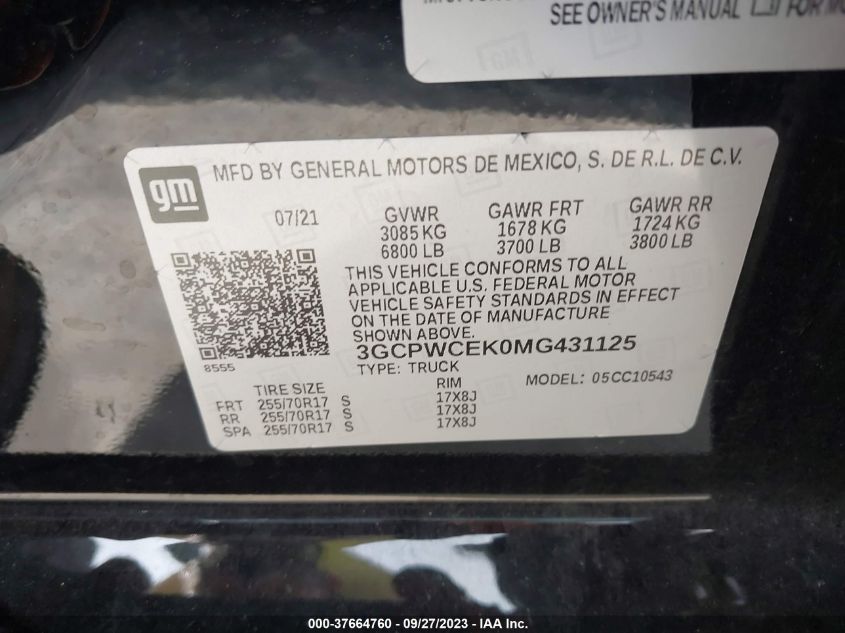 SEE OWNER'S MANUAL FOR MO
gm
MFD BY GENERAL MOTORS DE MEXICO, S. DE R.L. DE C.V.
07/21 GVWR GAWR FRT GAWR RR
3085 KG 1678 KG 1724 KG
6800 LB 3700 LB 3800 LB
THIS VEHICLE CONFORMS TO ALL
APPLICABLE U.S. FEDERAL MOTOR
VEHICLE SAFETY STANDARDS IN EFFECT
ON THE DATE OF MANUFACTURE
SHOWN ABOVE.
3GCPWCEK0MG431125
8555
TYPE: TRUCK MODEL: 05CC10543
TIRE SIZE RIM
FRT 255/70R17 S 17X8J
RR 255/70R17 S 17X8J
SPA 255/70R17 S 17X8J
000-37664760 / 09/27/2023 - IAA Inc.